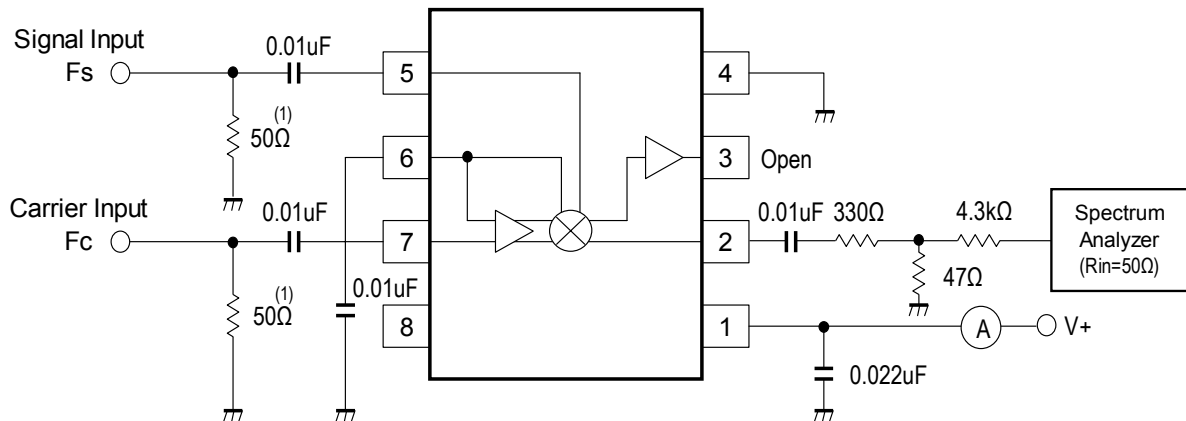 Signal Input
Fs
0.01uF
5
4
50Ω (1)
6
3
Open
Carrier Input
Fc
0.01uF
7
2
0.01uF
330Ω
4.3kΩ
Spectrum
Analyzer
(Rin=50Ω)
47Ω
50Ω (1)
0.01uF
8
1
A
V+
0.022uF